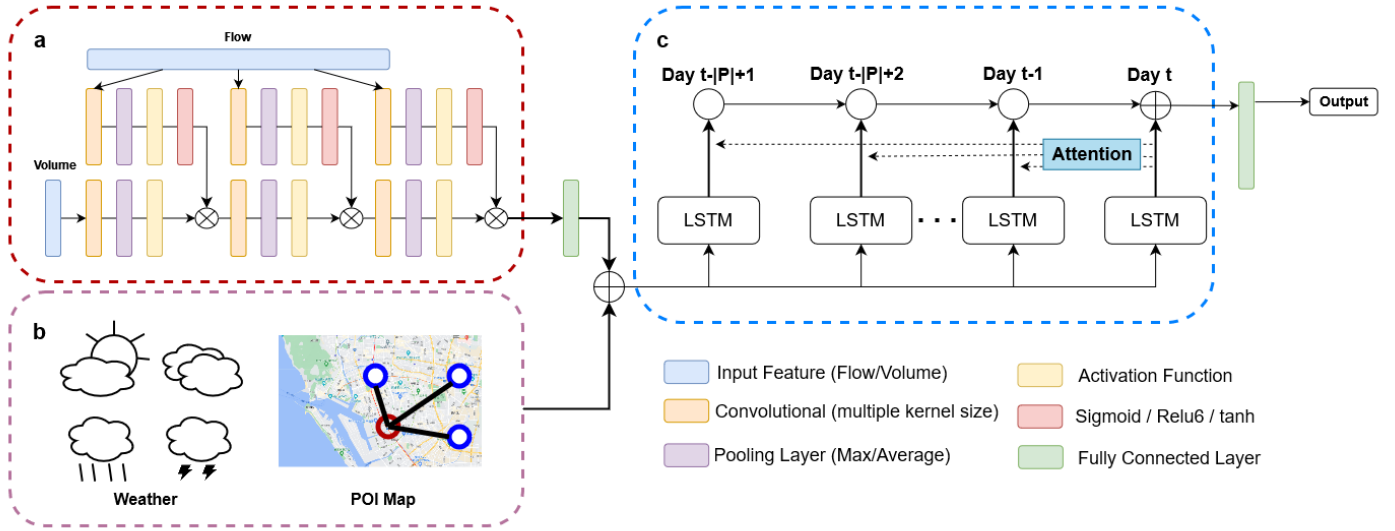 a
Flow
Volume
b
Weather
POI Map
c
Day t-|P|+1
Day t-|P|+2
Day t-1
Day t
Attention
LSTM
LSTM
. . .
LSTM
LSTM
Output
Input Feature (Flow/Volume)
Convolutional (multiple kernel size)
Pooling Layer (Max/Average)
Activation Function
Sigmoid / Relu6 / tanh
Fully Connected Layer